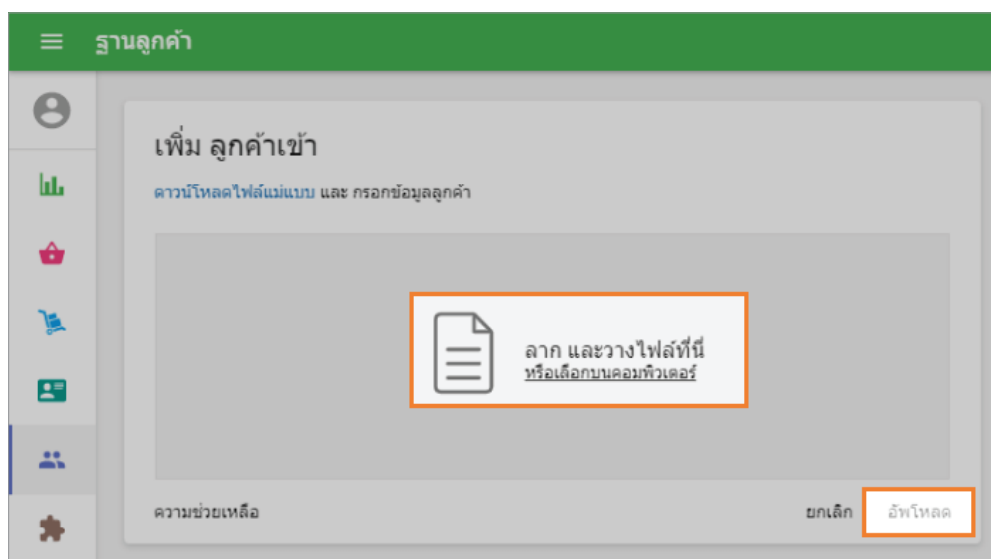 ฐานลูกค้า
เพิ่ม ลูกค้าเข้า
ดาวน์โหลดไฟล์แม่แบบ และ กรอกข้อมูลลูกค้า
ลาก และวางไฟล์ที่นี่
หรือเลือกบนคอมพิวเตอร์
ความช่วยเหลือ
ยกเลิก อัพโหลด